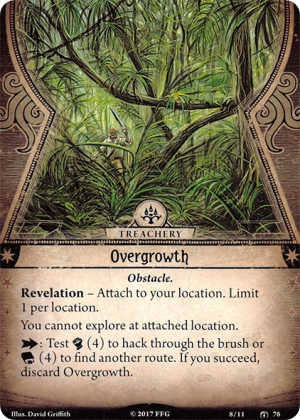 TREACHERY
Overgrowth
Obstacle.
Revelation – Attach to your location. Limit
1 per location.
You cannot explore at attached location.
: Test (4) to hack through the brush or
(4) to find another route. If you succeed,
discard Overgrowth.
Illus. David Griffith
© 2017 FFG
8/11
76